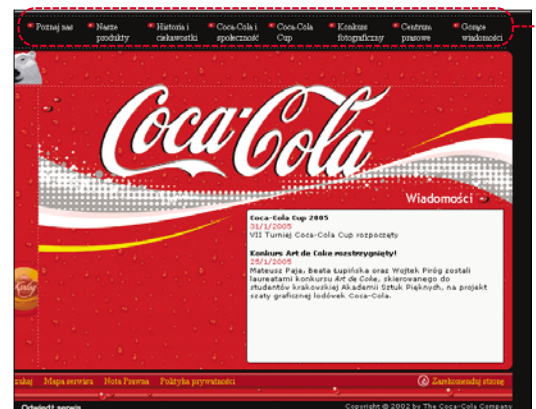 Poznaj nas
Nasze produkty
Historia i ciekawostki
Coca-Cola i społeczność
Coca-Cola Cup
Konkurs fotograficzny
Centrum prasowe
Gorące wiadomości
Coca-Cola
Wiadomości
Coca-Cola Cup 2005
31/1/2005
VII Turniej Coca-Cola Cup rozpoczęty
Konkurs Art de Coke rozstrzygnięty!
25/1/2005
Mateusz Paja, Beata Łupińska oraz Wojtek Piróg zostali
laureatami konkursu Art de Coke, skierowanego do
studentów krakowskiej Akademii Sztuk Pięknych, na projekt
szaty graficznej lodówek Coca-Cola.
Mapa serwisu Nota Prawna Polityka prywatności
Zarekomenduj stronę
Odwiedź serwis
Copyright © 2002 by The Coca-Cola Company